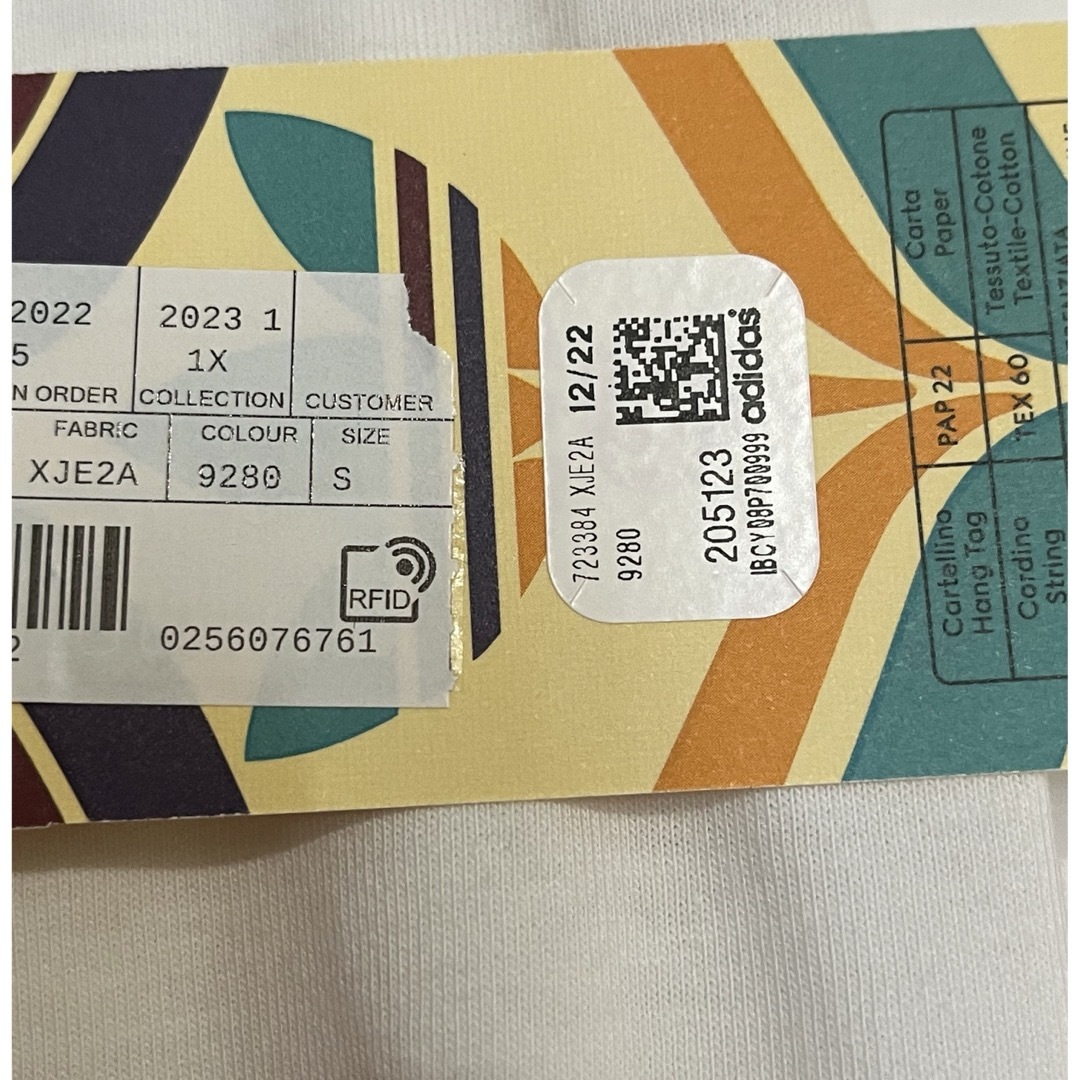 2022
2023 1
5
1X
N ORDER
COLLECTION
CUSTOMER
FABRIC
COLOUR
SIZE
XJE2A
9280
S
RFID
2
0256076761
723384 XJE2A 12/22
9280
205123
IBCY08P700999
adidas
Carta
Paper
PAP 22
Cartellino
Hang Tag
Tessuto-Cotone
Textile-Cotton
TEX 60
Cordino
String